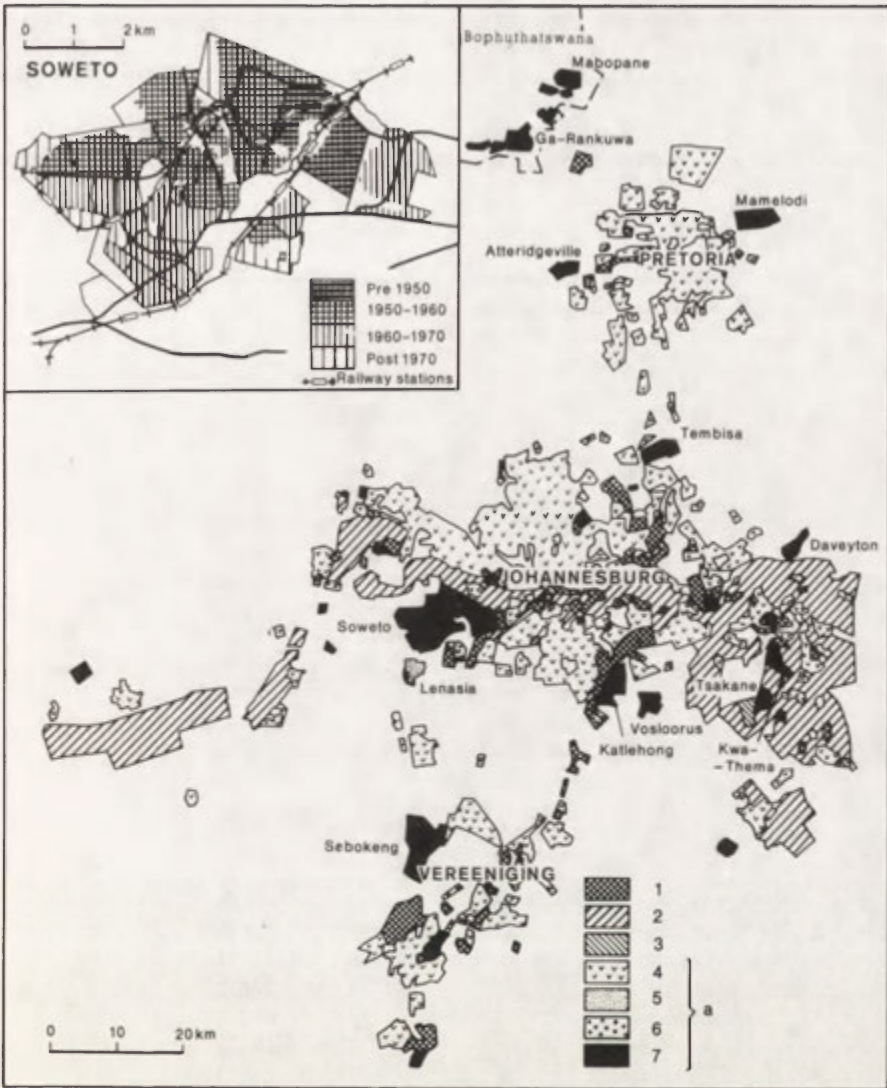 0 1 2 km
SOWETO
Pre 1950
1950–1960
1960–1970
Post 1970
Railway stations
Bophuthatswana
Mabopane
Ga–Rankuwa
Mamelodi
Atteridgeville
PRETORIA
Tembisa
Daveyton
JOHANNESBURG
Soweto
Lenasia
Tsakane
Vosloorus
Katlehong
Kwa–
–Thema
Sebokeng
VEREENIGING
1
2
3
4
5
6
7
a
0 10 20 km